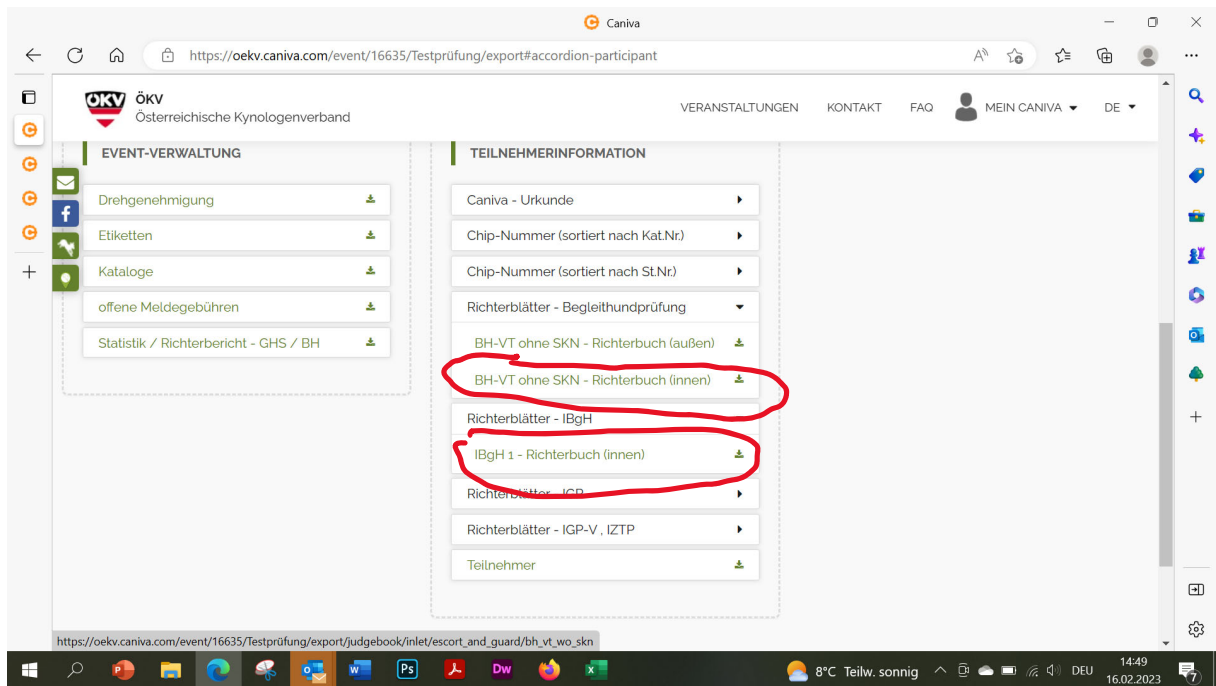 Caniva
https://oekv.caniva.com/event/16635/Testprüfung/export#accordion-participant
ÖKV
ÖKV
Österreichische Kynologenverband
VERANSTALTUNGEN KONTAKT FAQ MEIN CANIVA DE
EVENT-VERWALTUNG
Drehgenehmigung
Etiketten
Kataloge
offene Meldegebühren
Statistik / Richterbericht - GHS / BH
TEILNEHMERINFORMATION
Caniva - Urkunde
Chip-Nummer (sortiert nach Kat.Nr.)
Chip-Nummer (sortiert nach St.Nr.)
Richterblätter - Begleithundprüfung
BH-VT ohne SKN - Richterbuch (außen)
BH-VT ohne SKN - Richterbuch (innen)
Richterblätter - IBgH
IBgH 1 - Richterbuch (innen)
Richterblätter - IGP
Richterblätter - IGP-V , IZTP
Teilnehmer
https://oekv.caniva.com/event/16635/Testprüfung/export/judgebook/inlet/escort_and_guard/bh_vt_wo_skn
8°C Teilw. sonnig DEU 14:49
16.02.2023
7